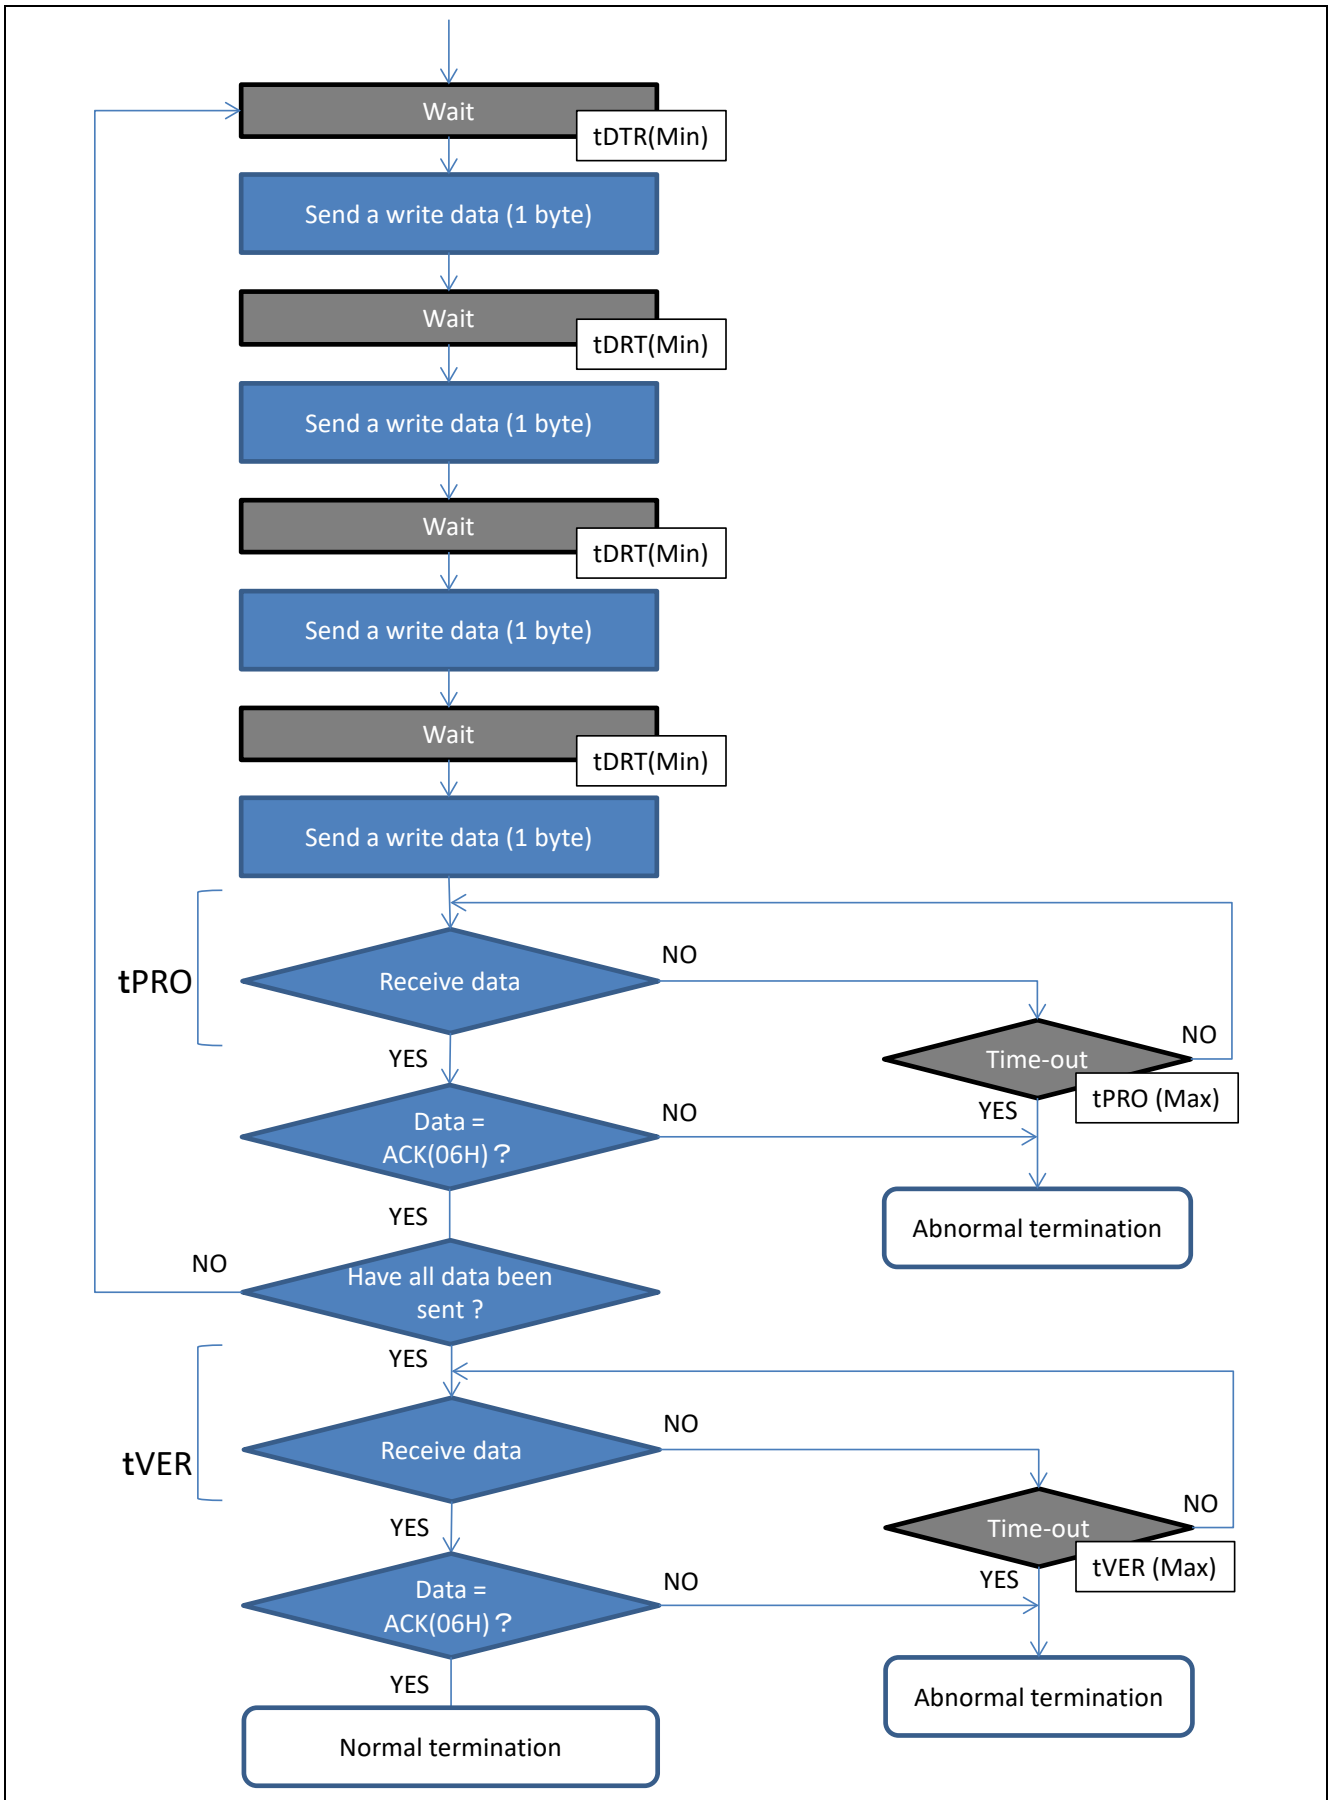 Wait
tDTR(Min)
Send a write data (1 byte)
Wait
tDRT(Min)
Send a write data (1 byte)
Wait
tDRT(Min)
Send a write data (1 byte)
Wait
tDRT(Min)
Send a write data (1 byte)
tPRO
Receive data
NO
YES
Time-out
NO
tPRO (Max)
YES
Data =
ACK(06H)？
NO
YES
Abnormal termination
NO
Have all data been
sent ?
YES
tVER
Receive data
NO
YES
Time-out
NO
tVER (Max)
YES
Data =
ACK(06H)？
NO
YES
Abnormal termination
Normal termination